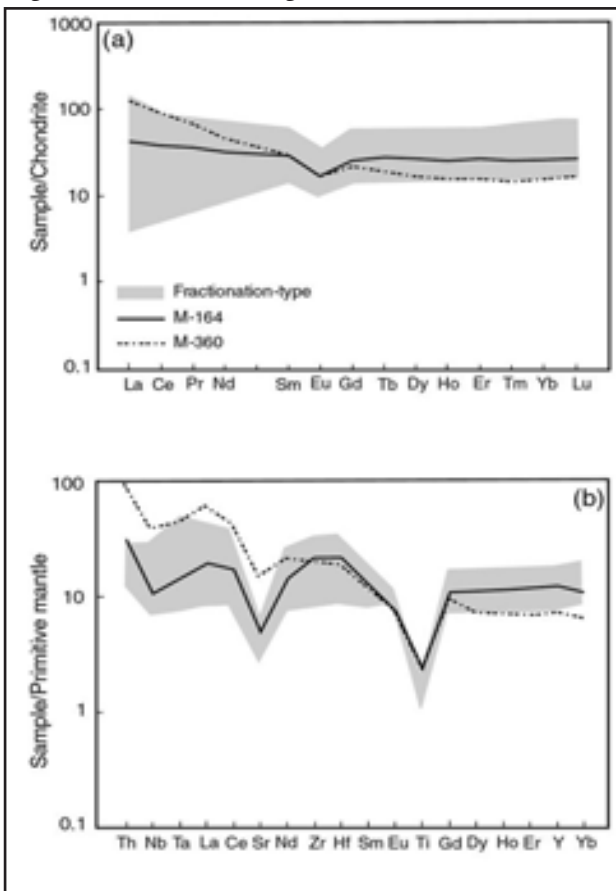 1000
(a)
100
10
1
0.1
Sample/Chondrite
Fractionation-type
M-164
M-360
La Ce Pr Nd Sm Eu Gd Tb Dy Ho Er Tm Yb Lu
100
(b)
10
1
0.1
Sample/Primitive mantle
Th Nb Ta La Ce Sr Nd Zr Hf Sm Eu Ti Gd Dy Ho Er Y Yb